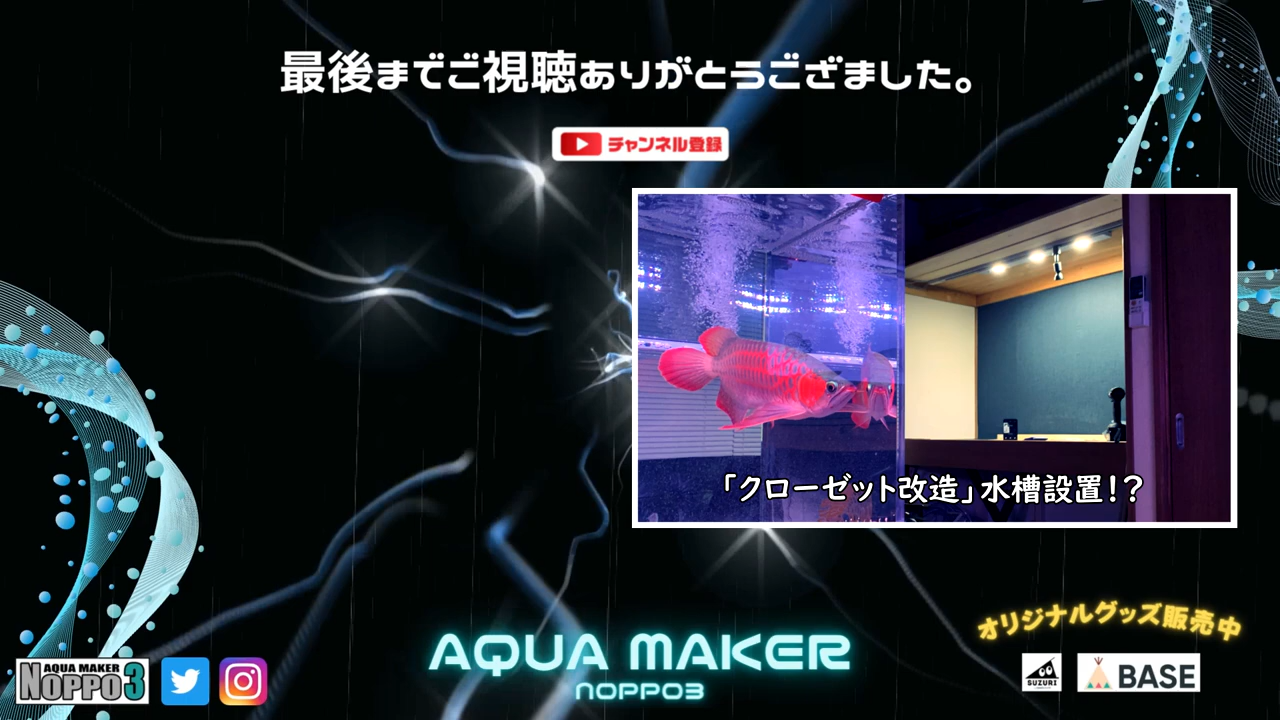 最後までご視聴ありがとうございました。
チャンネル登録
「クローゼット改造」水槽設置!?
オリジナルグッズ販売中
AQUA MAKER
NOPPO3
AQUA MAKER
NOPPO3
SUZURI
BASE